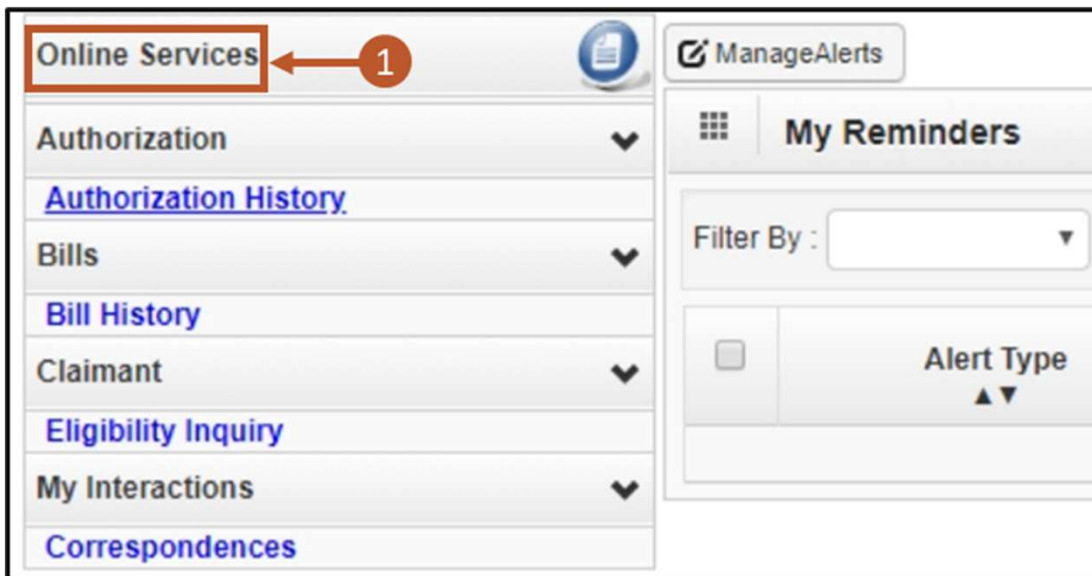 Online Services
1
Authorization
Authorization History
Bills
Bill History
Claimant
Eligibility Inquiry
My Interactions
Correspondences
ManageAlerts
My Reminders
Filter By :
Alert Type